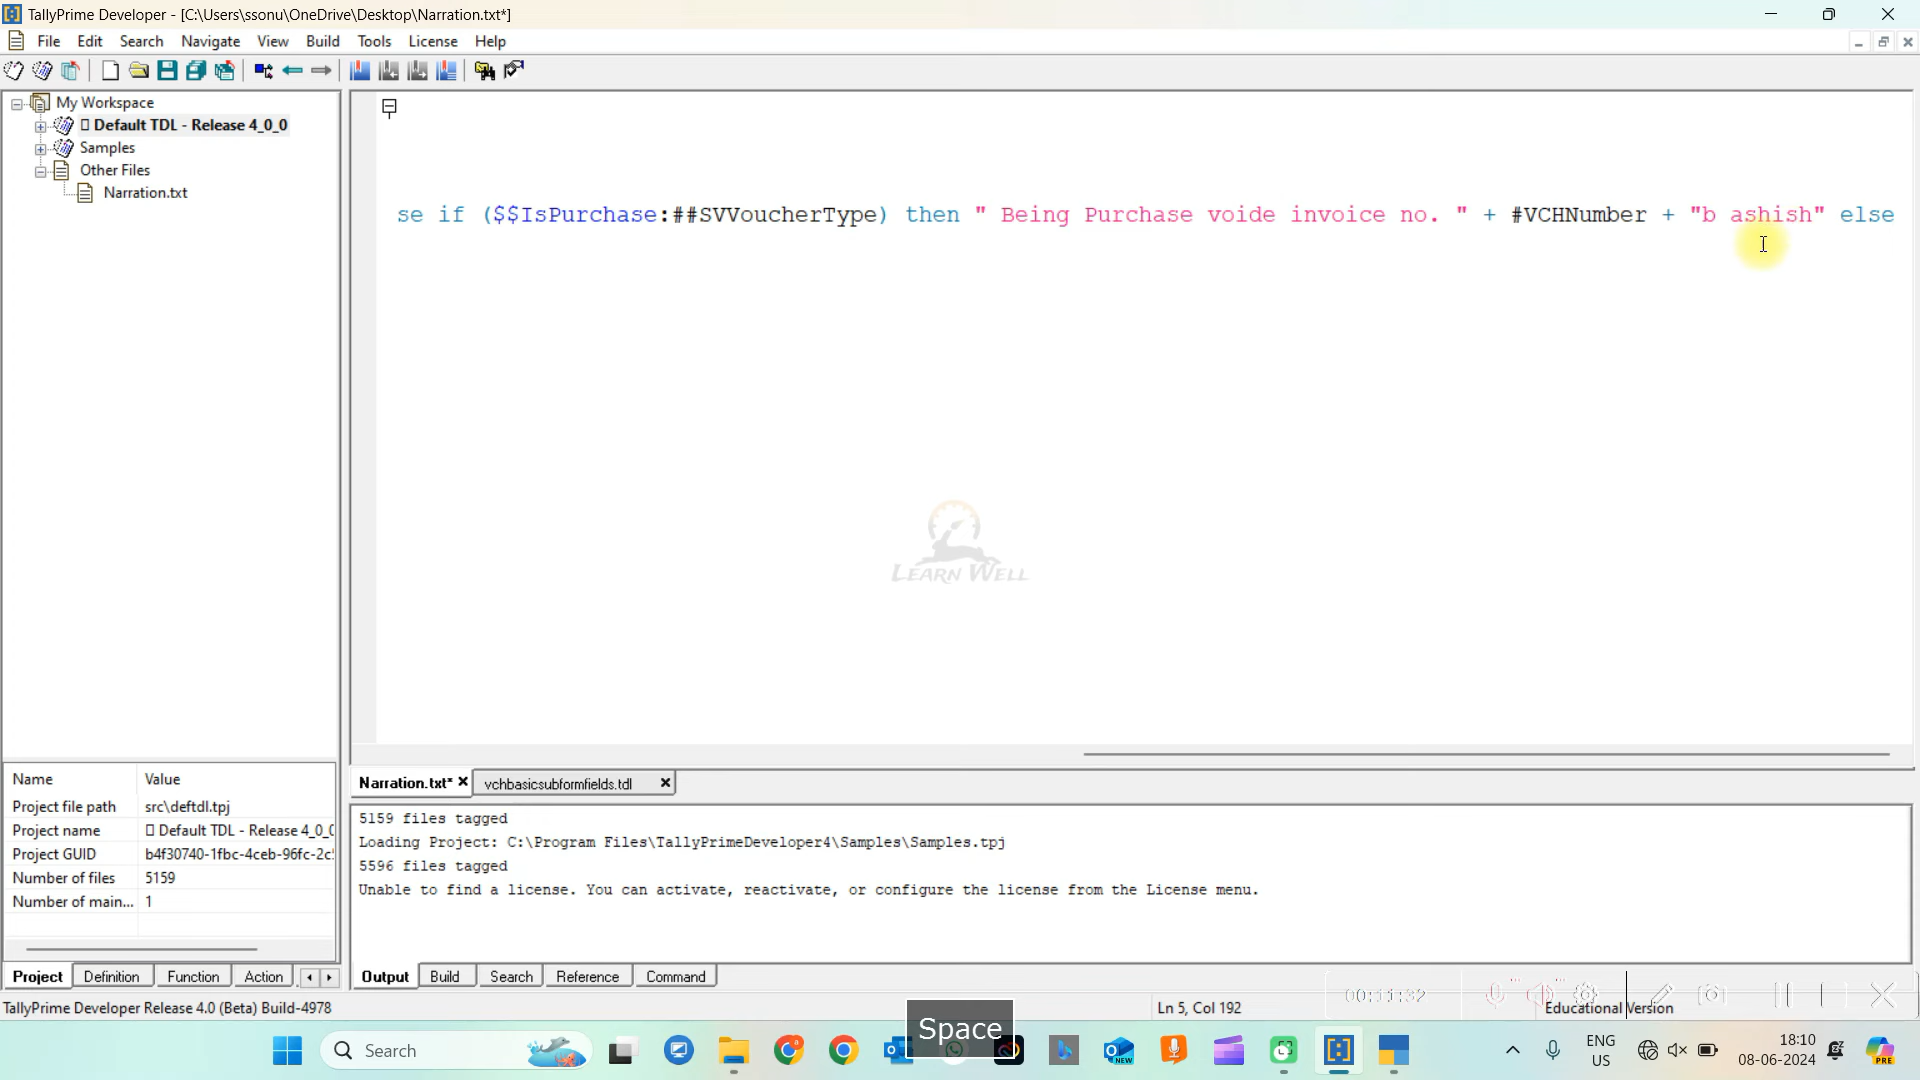 TallyPrime Developer - [C:\Users\ssonu\OneDrive\Desktop\Narration.txt*]
File Edit Search Navigate View Build Tools License Help
My Workspace
Default TDL - Release 4_0_0
Samples
Other Files
Narration.txt
se if ($$IsPurchase:##SVVoucherType) then " Being Purchase voide invoice no. " + #VCHNumber + "b ashish" else
LEARN WELL
Name Value
Project file path src\deftdl.tpj
Project name Default TDL - Release 4_0_0
Project GUID b4f30740-1fbc-4ceb-96fc-2c
Number of files 5159
Number of main... 1
Project Definition Function Action
Narration.txt* vchbasicsubformfields.tdl
5159 files tagged
Loading Project: C:\Program Files\TallyPrimeDeveloper4\Samples\Samples.tpj
5596 files tagged
Unable to find a license. You can activate, reactivate, or configure the license from the License menu.
Output Build Search Reference Command
00:11:32
TallyPrime Developer Release 4.0 (Beta) Build-4978
Ln 5, Col 192
Educational Version
Space
Search
ENG
US
18:10
08-06-2024